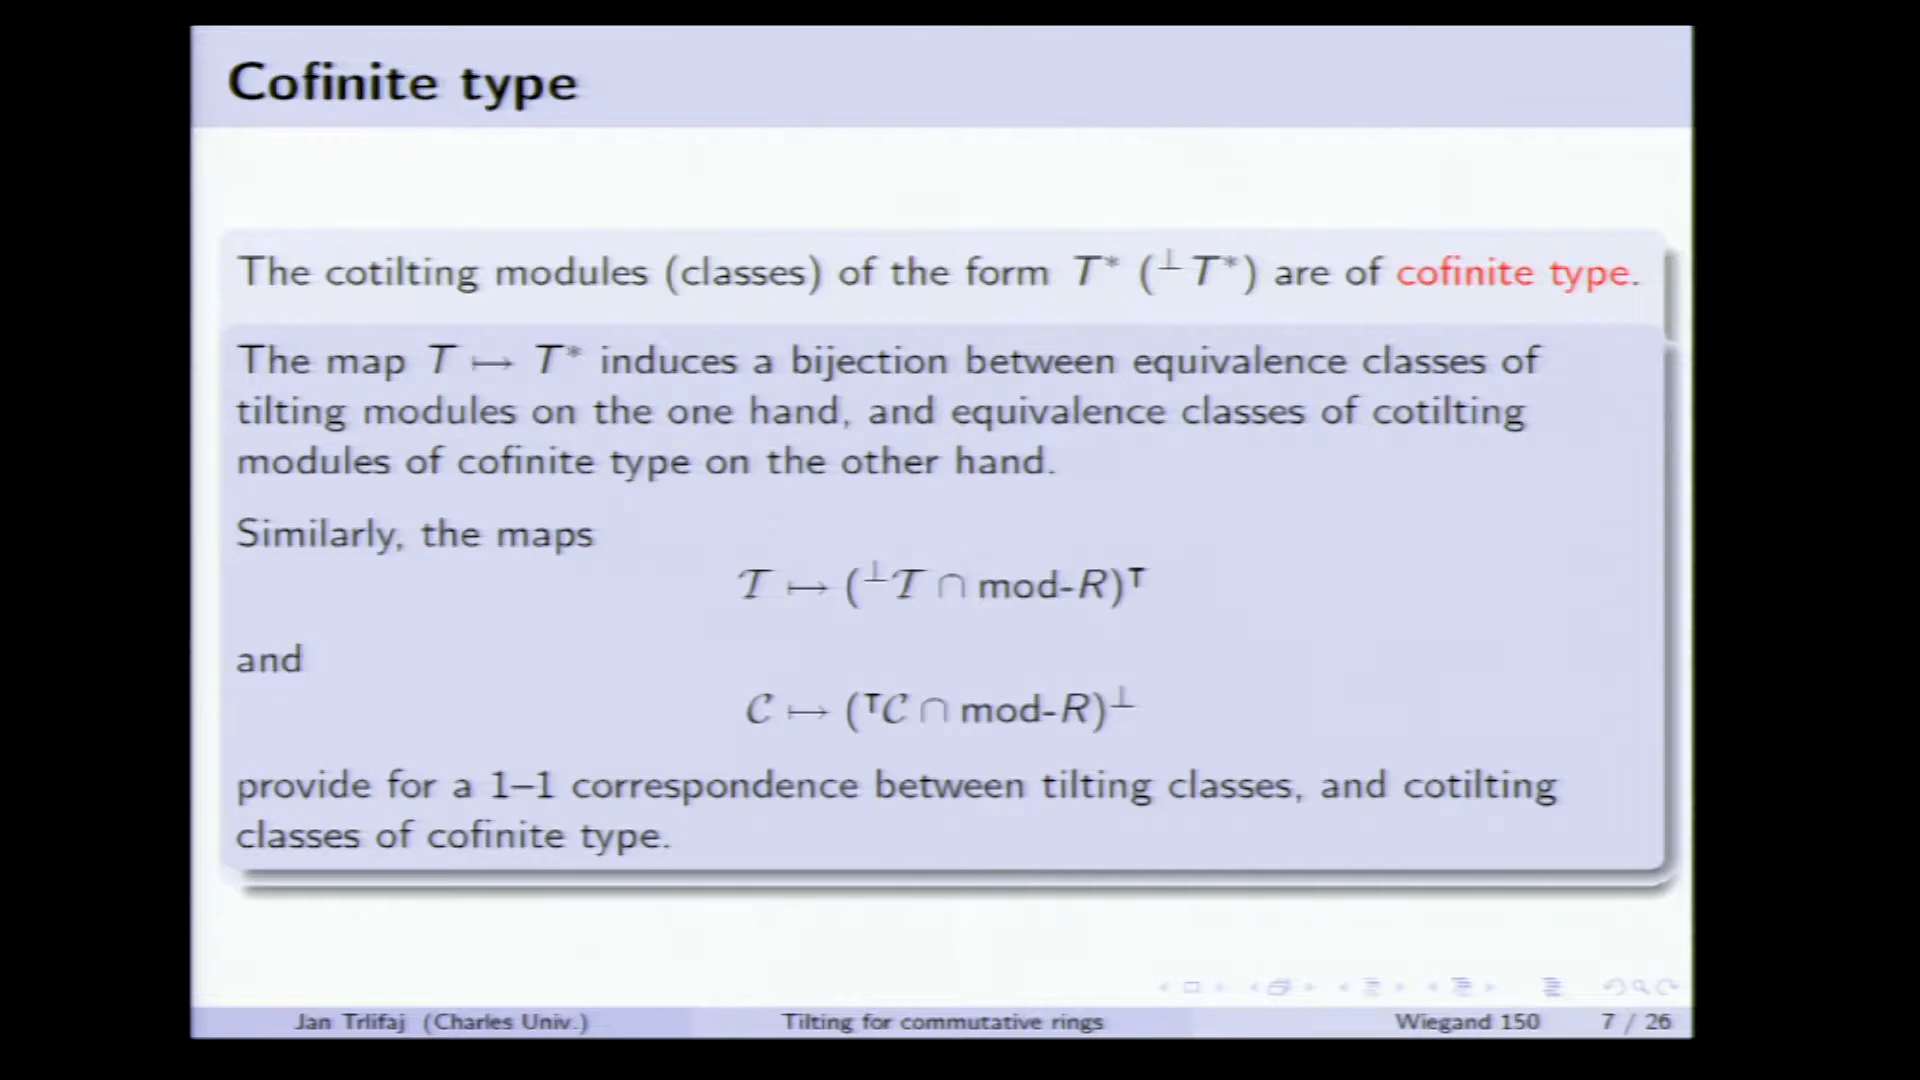 Cofinite type
The cotilting modules (classes) of the form T* (⊥T*) are of cofinite type.
The map T ↦ T* induces a bijection between equivalence classes of
tilting modules on the one hand, and equivalence classes of cotilting
modules of cofinite type on the other hand.
Similarly, the maps
𝒯 ↦ (⊥𝒯 ∩ mod-R)⊤
and
𝒞 ↦ (⊤𝒞 ∩ mod-R)⊥
provide for a 1–1 correspondence between tilting classes, and cotilting
classes of cofinite type.
Jan Trlifaj (Charles Univ.) Tilting for commutative rings Wiegand 150 7 / 26